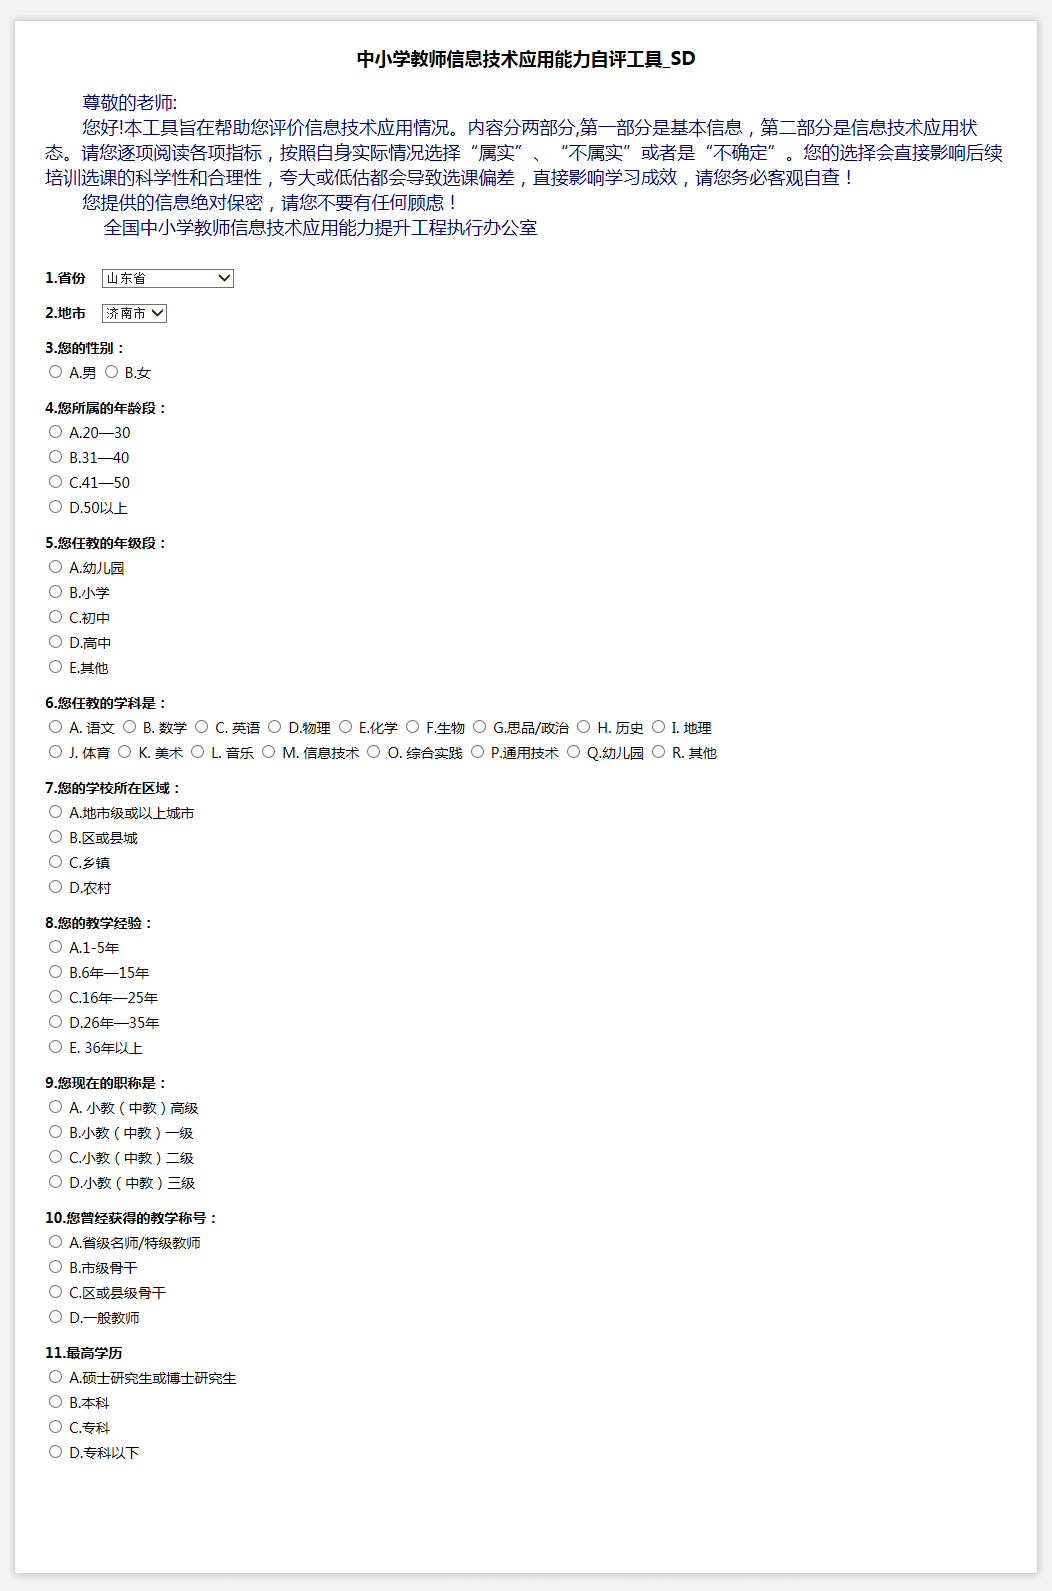 中小学教师信息技术应用能力自评工具_SD
尊敬的老师:
您好!本工具旨在帮助您评价信息技术应用情况。内容分两部分,第一部分是基本信息，第二部分是信息技术应用状
态。请您逐项阅读各项指标，按照自身实际情况选择“属实”、“不属实”或者是“不确定”。您的选择会直接影响后续
培训选课的科学性和合理性，夸大或低估都会导致选课偏差，直接影响学习成效，请您务必客观自查！
您提供的信息绝对保密，请您不要有任何顾虑！
全国中小学教师信息技术应用能力提升工程执行办公室
1.省份 山东省
2.地市 济南市
3.您的性别：
A.男 B.女
4.您所属的年龄段：
A.20—30
B.31—40
C.41—50
D.50以上
5.您任教的年级段：
A.幼儿园
B.小学
C.初中
D.高中
E.其他
6.您任教的学科是：
A. 语文 B. 数学 C. 英语 D.物理 E.化学 F.生物 G.思品/政治 H. 历史 I. 地理
J. 体育 K. 美术 L. 音乐 M. 信息技术 O. 综合实践 P.通用技术 Q.幼儿园 R. 其他
7.您的学校所在区域：
A.地市级或以上城市
B.区或县城
C.乡镇
D.农村
8.您的教学经验：
A.1-5年
B.6年—15年
C.16年—25年
D.26年—35年
E. 36年以上
9.您现在的职称是：
A. 小教（中教）高级
B.小教（中教）一级
C.小教（中教）二级
D.小教（中教）三级
10.您曾经获得的教学称号：
A.省级名师/特级教师
B.市级骨干
C.区或县级骨干
D.一般教师
11.最高学历
A.硕士研究生或博士研究生
B.本科
C.专科
D.专科以下